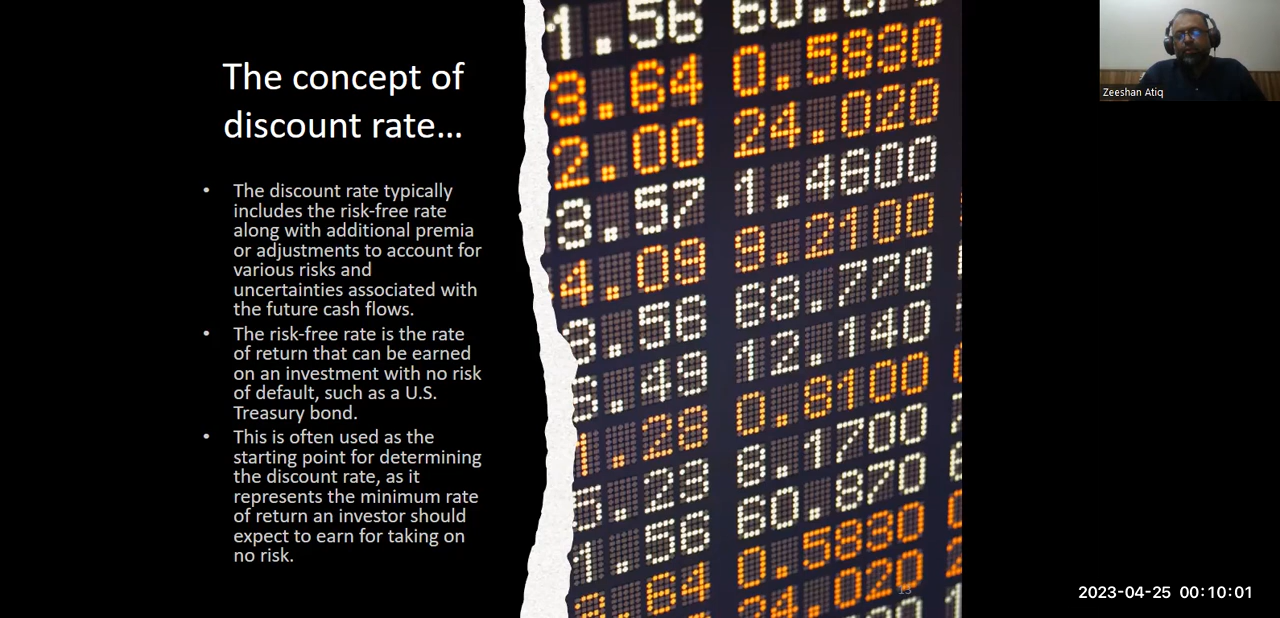 The concept of
discount rate...
• The discount rate typically
includes the risk-free rate
along with additional premia
or adjustments to account for
various risks and
uncertainties associated with
the future cash flows.
• The risk-free rate is the rate
of return that can be earned
on an investment with no risk
of default, such as a U.S.
Treasury bond.
• This is often used as the
starting point for determining
the discount rate, as it
represents the minimum rate
of return an investor should
expect to earn for taking on
no risk.
1.56
3.64 0.5830
2.00 24.020
3.57 1.4600
4.09 9.2100
.56 68.770
.49 12.140
1.29 0.8100
5.23 8.1700
1.56 60.870
.64 0.5830
24.020
13
Zeeshan Atiq
2023-04-25 00:10:01